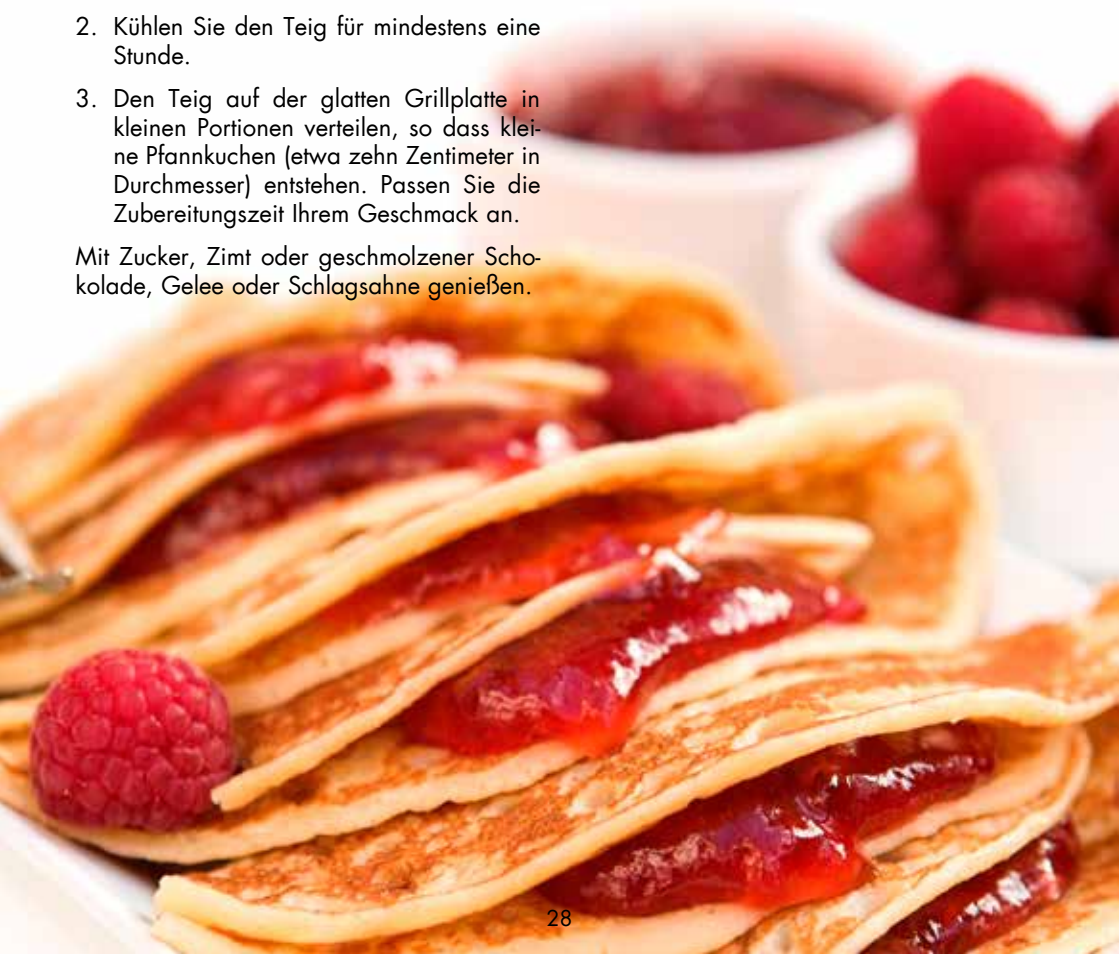 2. Kühlen Sie den Teig für mindestens eine
Stunde.
3. Den Teig auf der glatten Grillplatte in
kleinen Portionen verteilen, so dass klei-
ne Pfannkuchen (etwa zehn Zentimeter in
Durchmesser) entstehen. Passen Sie die
Zubereitungszeit Ihrem Geschmack an.
Mit Zucker, Zimt oder geschmolzener Scho-
kolade, Gelee oder Schlagsahne genießen.
28